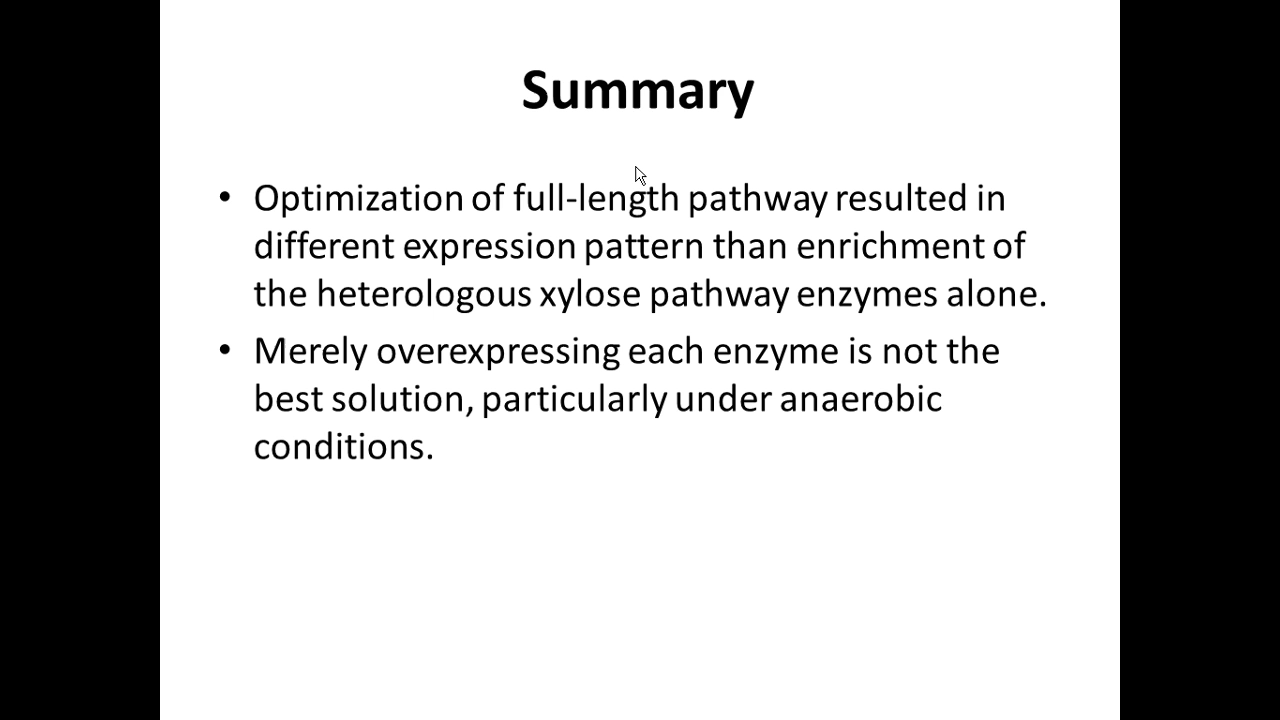 Summary
• Optimization of full-length pathway resulted in
different expression pattern than enrichment of
the heterologous xylose pathway enzymes alone.
• Merely overexpressing each enzyme is not the
best solution, particularly under anaerobic
conditions.